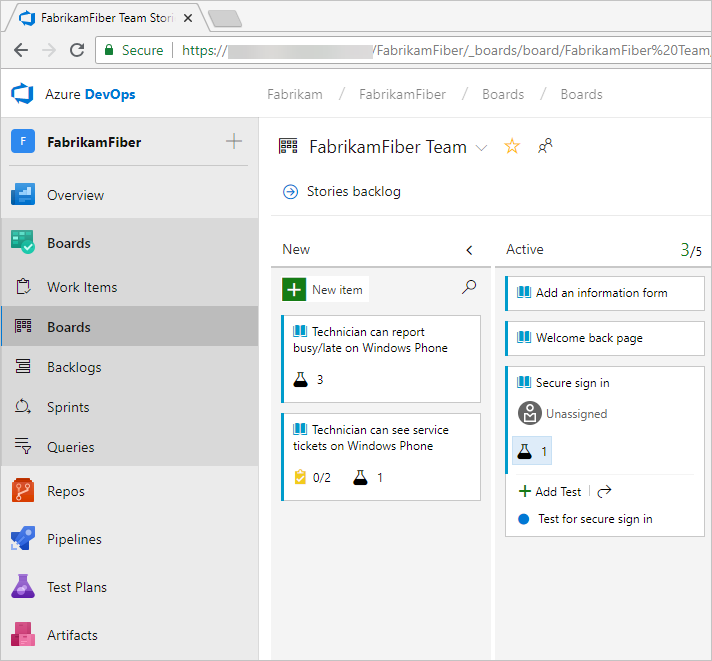 FabrikamFiber Team Stori
Secure
https://
/FabrikamFiber/_boards/board/FabrikamFiber%20Team
Azure DevOps
Fabrikam / FabrikamFiber / Boards / Boards
F FabrikamFiber
FabrikamFiber Team
Overview
Stories backlog
Boards
Work Items
Boards
Backlogs
Sprints
Queries
Repos
Pipelines
Test Plans
Artifacts
New
New item
Technician can report
busy/late on Windows Phone
3
Technician can see service
tickets on Windows Phone
0/2 1
Active 3/5
Add an information form
Welcome back page
Secure sign in
Unassigned
1
Add Test
Test for secure sign in